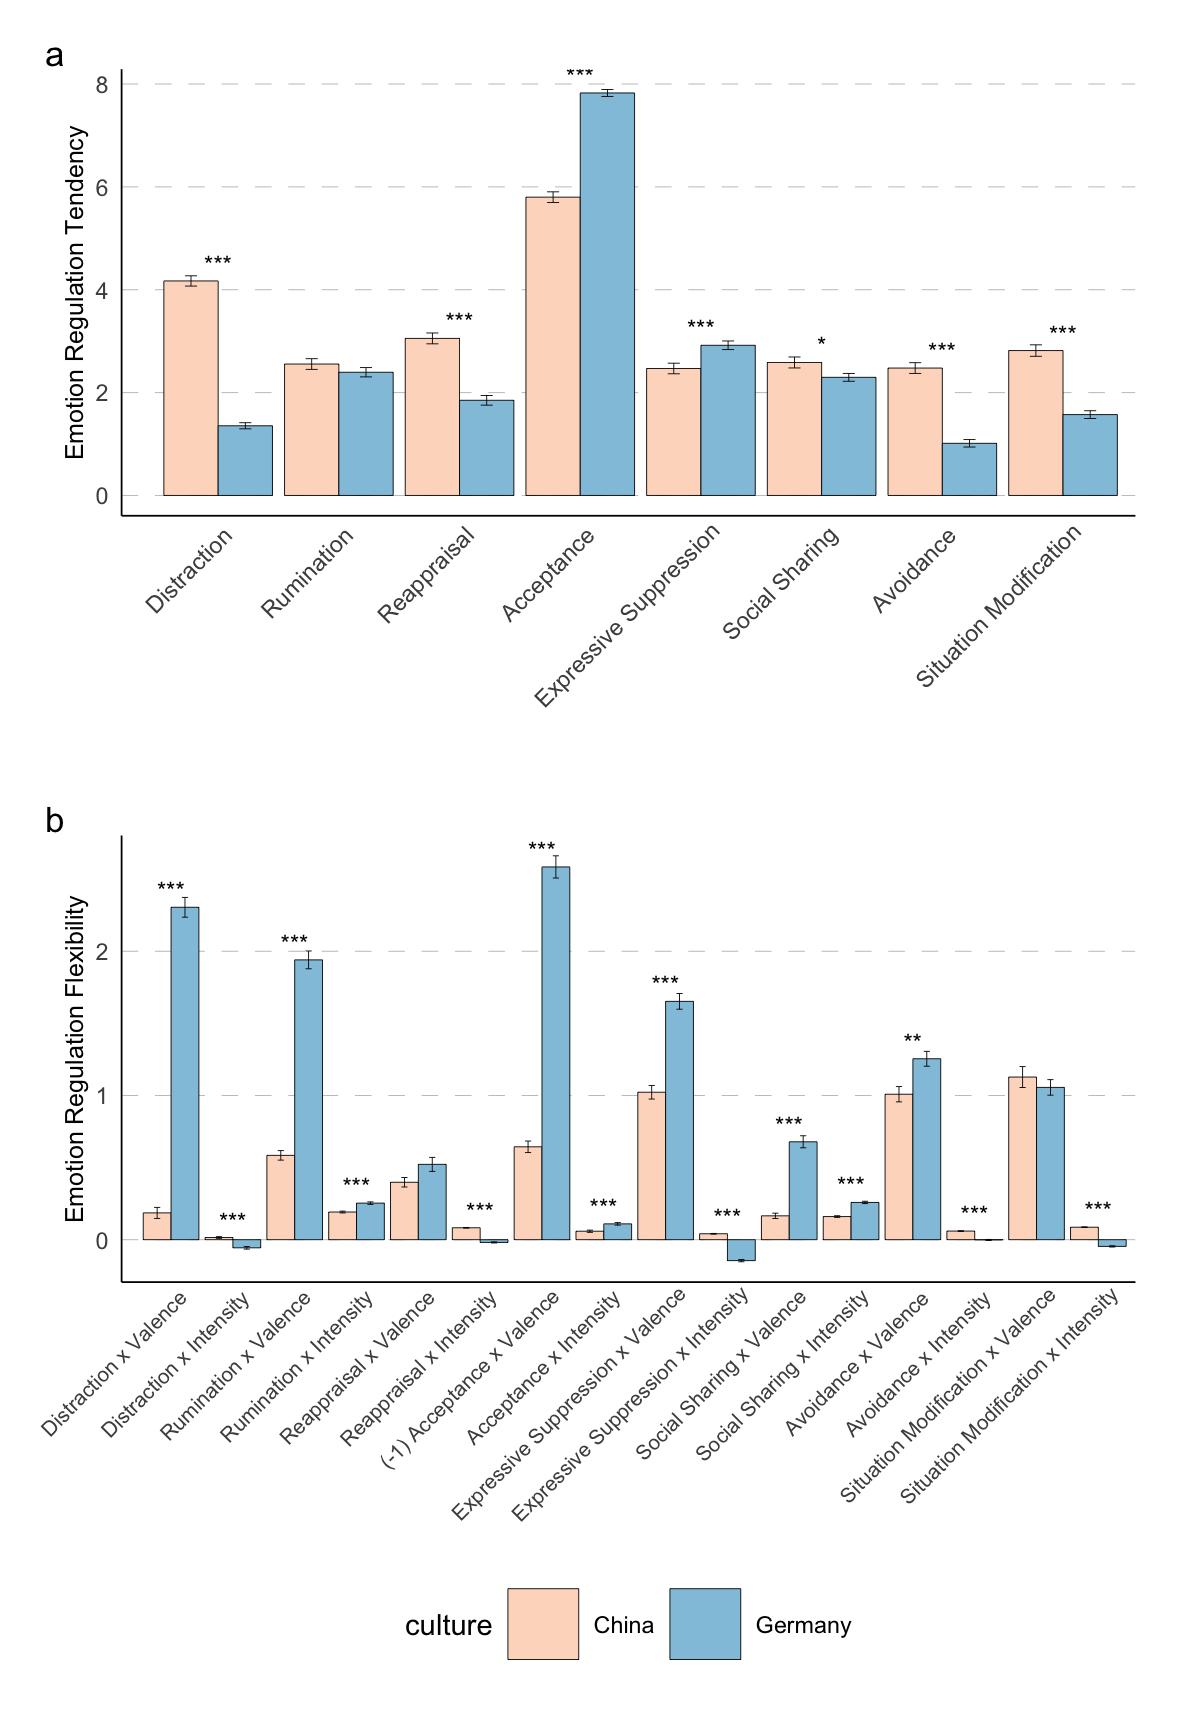 a
Emotion Regulation Tendency
8
6
4
2
0
***
***
***
***
*
***
***
Distraction
Rumination
Reappraisal
Acceptance
Expressive Suppression
Social Sharing
Avoidance
Situation Modification
b
Emotion Regulation Flexibility
2
1
0
***
***
***
***
***
***
***
***
***
***
***
**
***
***
Distraction x Valence
Distraction x Intensity
Rumination x Valence
Rumination x Intensity
Reappraisal x Valence
Reappraisal x Intensity
(-1) Acceptance x Valence
Acceptance x Intensity
Expressive Suppression x Valence
Expressive Suppression x Intensity
Social Sharing x Valence
Social Sharing x Intensity
Avoidance x Valence
Avoidance x Intensity
Situation Modification x Valence
Situation Modification x Intensity
culture China Germany